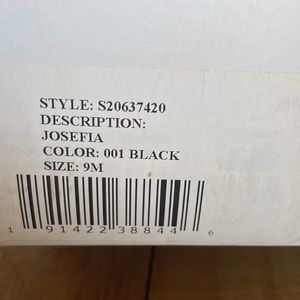 STYLE: S20637420
DESCRIPTION:
JOSEFIA
COLOR: 001 BLACK
SIZE: 9M
1 91422 38844 6